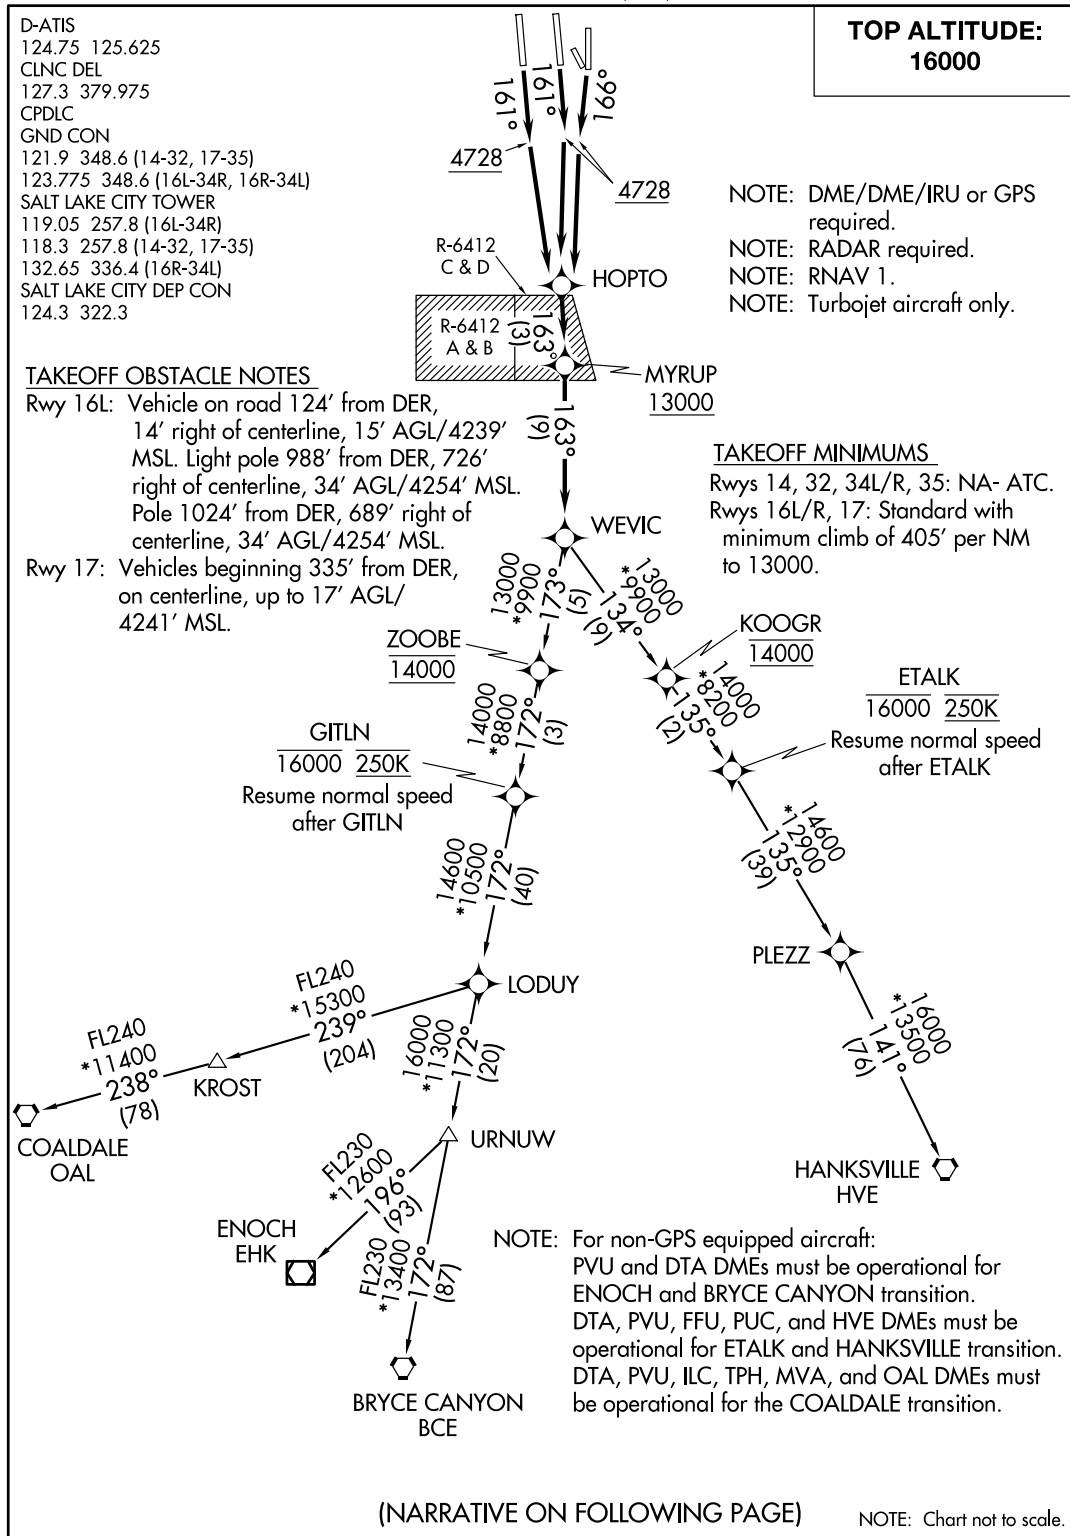 D-ATIS
124.75 125.625
CLNC DEL
127.3 379.975
CPDLC
GND CON
121.9 348.6 (14-32, 17-35)
123.775 348.6 (16L-34R, 16R-34L)
SALT LAKE CITY TOWER
119.05 257.8 (16L-34R)
118.3 257.8 (14-32, 17-35)
132.65 336.4 (16R-34L)
SALT LAKE CITY DEP CON
124.3 322.3
TOP ALTITUDE:
16000
161°
161°
166°
4728
4728
NOTE: DME/DME/IRU or GPS
required.
NOTE: RADAR required.
NOTE: RNAV 1.
NOTE: Turbojet aircraft only.
R-6412
C & D
HOPTO
R-6412
A & B
163°
(3)
MYRUP
13000
163°
(9)
TAKEOFF OBSTACLE NOTES
Rwy 16L: Vehicle on road 124' from DER,
14' right of centerline, 15' AGL/4239'
MSL. Light pole 988' from DER, 726'
right of centerline, 34' AGL/4254' MSL.
Pole 1024' from DER, 689' right of
centerline, 34' AGL/4254' MSL.
Rwy 17: Vehicles beginning 335' from DER,
on centerline, up to 17' AGL/
4241' MSL.
TAKEOFF MINIMUMS
Rwys 14, 32, 34L/R, 35: NA- ATC.
Rwys 16L/R, 17: Standard with
minimum climb of 405' per NM
to 13000.
WEVIC
13000
*9900
173°
(5)
13000
*9900
134°
(9)
ZOOBE
14000
KOOGR
14000
14000
*8800
172°
(3)
14000
*8200
135°
(2)
GITLN
16000 250K
Resume normal speed
after GITLN
ETALK
16000 250K
Resume normal speed
after ETALK
14600
*10500
172°
(40)
14600
*12900
135°
(39)
LODUY
PLEZZ
FL240
*15300
239°
(204)
FL240
*11400
238°
(78)
KROST
COALDALE
OAL
16000
*11300
172°
(20)
16000
*13500
141°
(76)
URNUW
HANKSVILLE
HVE
FL230
*12600
196°
(93)
ENOCH
EHK
FL230
*13400
172°
(87)
BRYCE CANYON
BCE
NOTE: For non-GPS equipped aircraft:
PVU and DTA DMEs must be operational for
ENOCH and BRYCE CANYON transition.
DTA, PVU, FFU, PUC, and HVE DMEs must be
operational for ETALK and HANKSVILLE transition.
DTA, PVU, ILC, TPH, MVA, and OAL DMEs must
be operational for the COALDALE transition.
(NARRATIVE ON FOLLOWING PAGE)
NOTE: Chart not to scale.